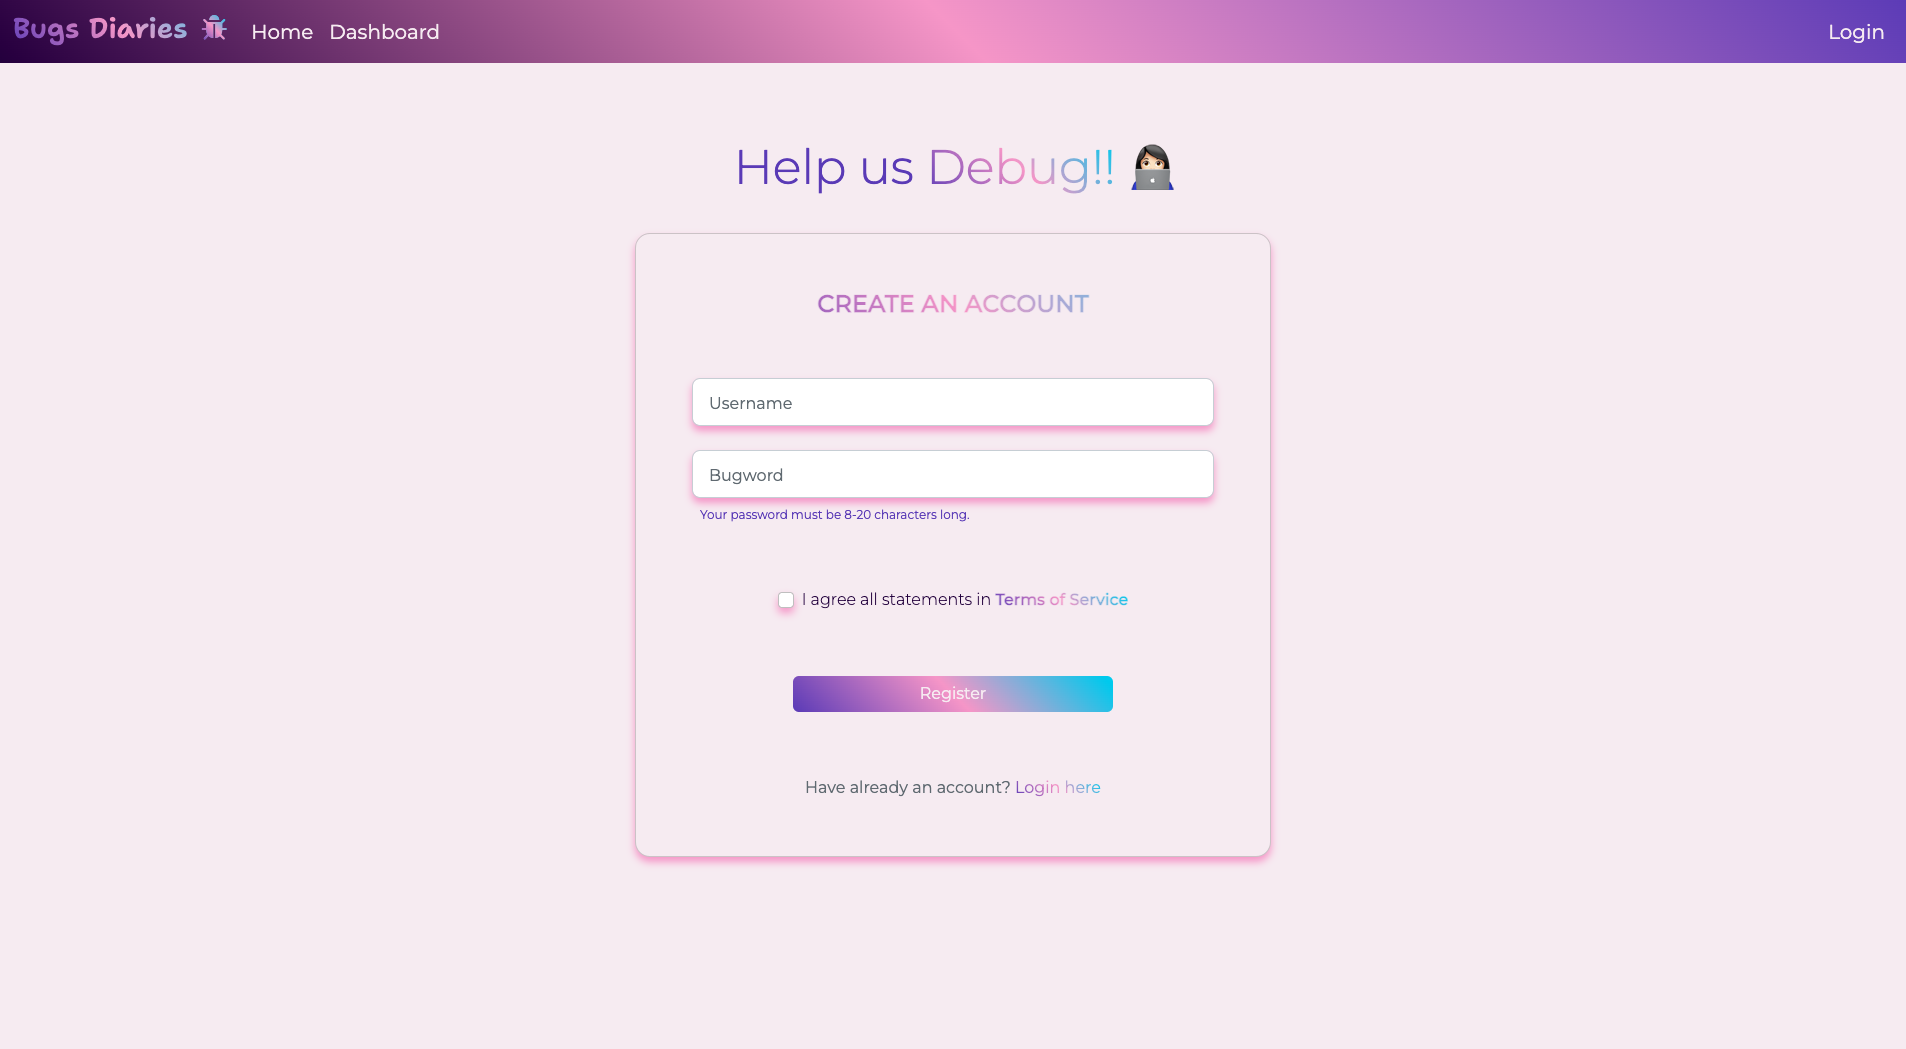 Bugs Diaries Home Dashboard Login
Help us Debug!!
CREATE AN ACCOUNT
Username
Bugword
Your password must be 8-20 characters long.
I agree all statements in Terms of Service
Register
Have already an account? Login here